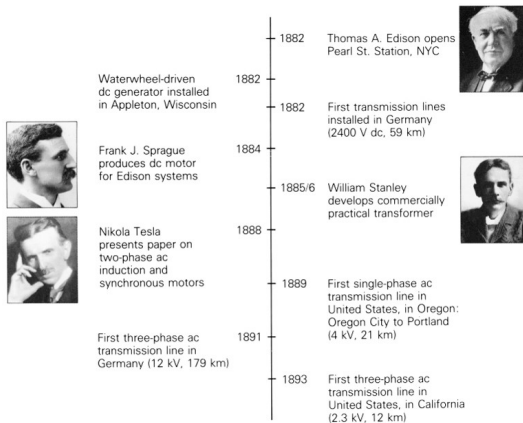 1882
Thomas A. Edison opens
Pearl St. Station, NYC
Waterwheel-driven
dc generator installed
in Appleton, Wisconsin
1882
1882
First transmission lines
installed in Germany
(2400 V dc, 59 km)
Frank J. Sprague
produces dc motor
for Edison systems
1884
1885/6
William Stanley
develops commercially
practical transformer
Nikola Tesla
presents paper on
two-phase ac
induction and
synchronous motors
1888
1889
First single-phase ac
transmission line in
United States, in Oregon:
Oregon City to Portland
(4 kV, 21 km)
First three-phase ac
transmission line in
Germany (12 kV, 179 km)
1891
1893
First three-phase ac
transmission line in
United States, in California
(2.3 kV, 12 km)